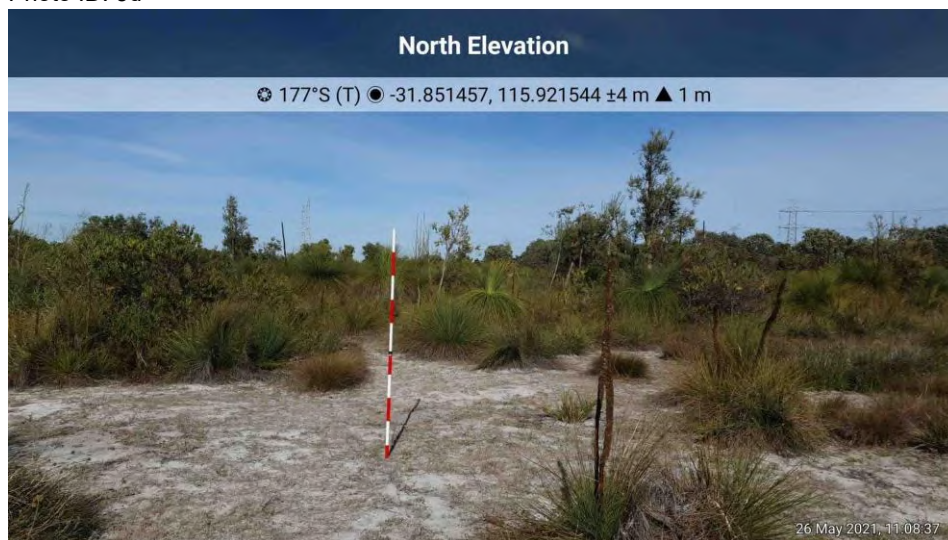 North Elevation
177°S (T) -31.851457, 115.921544 ±4 m ▲ 1 m
26 May 2021, 11:08:37